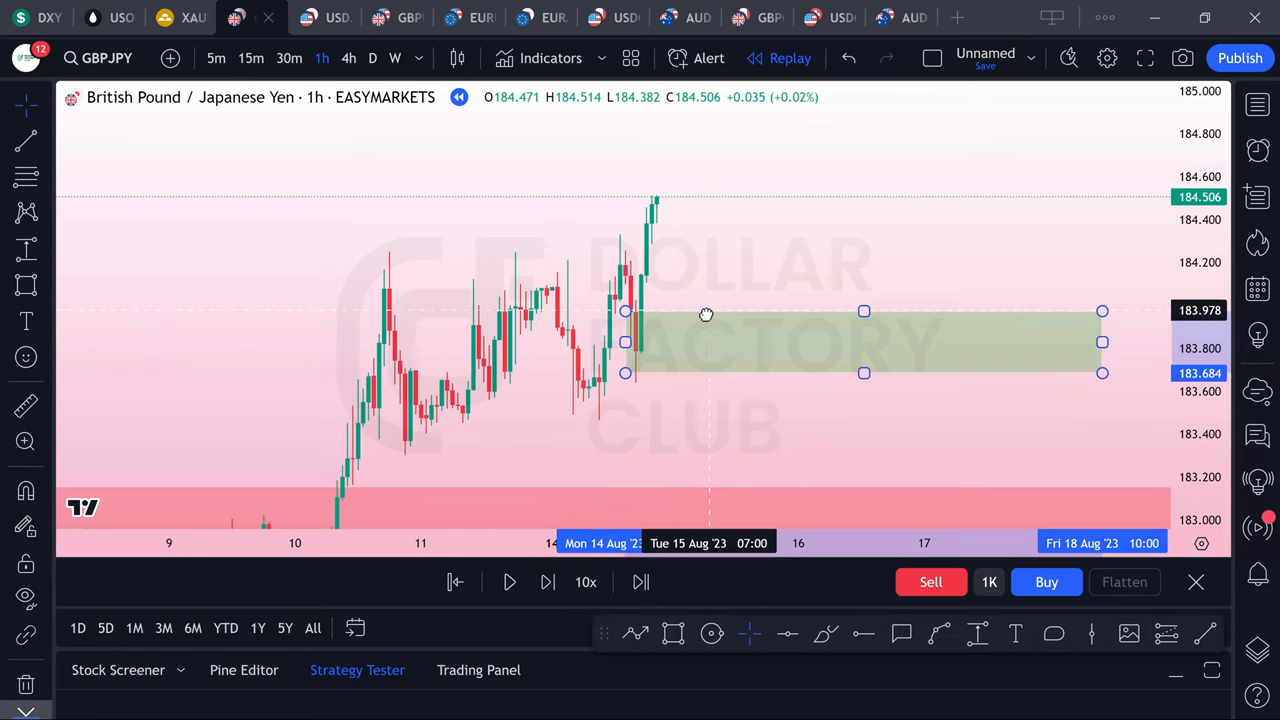 DXY
USO
XAU
USD.
GBP
EUR
EUR.
USD
AUD
GBP
USD
AUD
12
GBPJPY
5m 15m 30m 1h 4h D W
Indicators
Alert
Replay
Unnamed
Save
Publish
British Pound / Japanese Yen · 1h · EASYMARKETS
O184.471 H184.514 L184.382 C184.506 +0.035 (+0.02%)
185.000
184.800
184.600
184.506
184.400
184.200
183.978
183.800
183.684
183.600
183.400
183.200
183.000
DOLLAR
FACTORY
CLUB
9 10 11 14 Mon 14 Aug '23 Tue 15 Aug '23 07:00 16 17 Fri 18 Aug '23 10:00
10x
Sell 1K Buy Flatten
1D 5D 1M 3M 6M YTD 1Y 5Y All
Stock Screener Pine Editor Strategy Tester Trading Panel